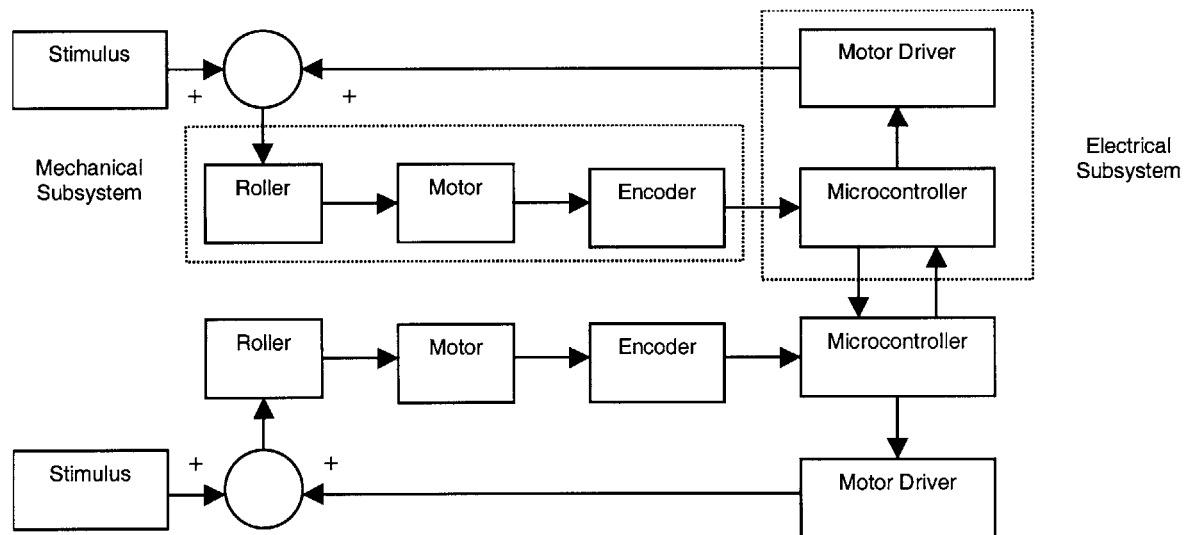 Stimulus
+
+
Motor Driver
Mechanical
Subsystem
Roller
Motor
Encoder
Microcontroller
Electrical
Subsystem
Roller
Motor
Encoder
Microcontroller
Stimulus
+
+
Motor Driver